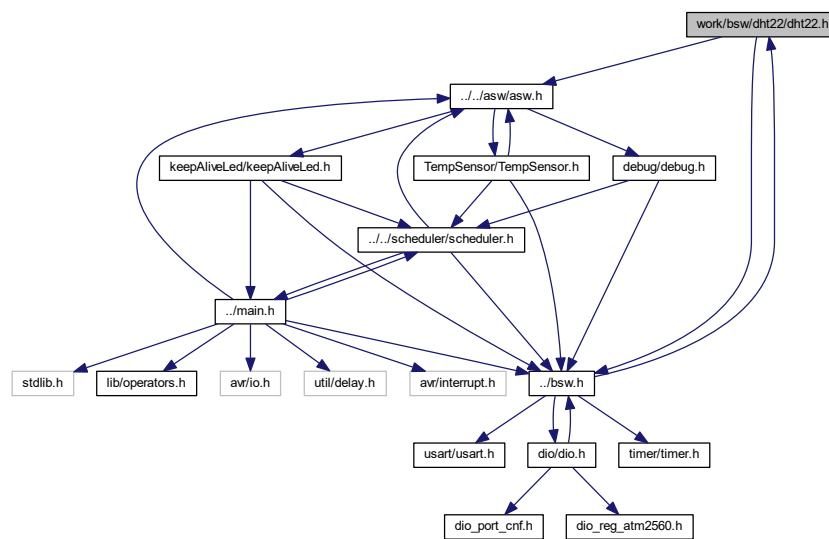 work/bsw/dht22/dht22.h
../../asw/asw.h
keepAliveLed/keepAliveLed.h
TempSensor/TempSensor.h
debug/debug.h
../../scheduler/scheduler.h
../main.h
stdlib.h
lib/operators.h
avr/io.h
util/delay.h
avr/interrupt.h
../bsw.h
usart/usart.h
dio/dio.h
timer/timer.h
dio_port_cnf.h
dio_reg_atm2560.h